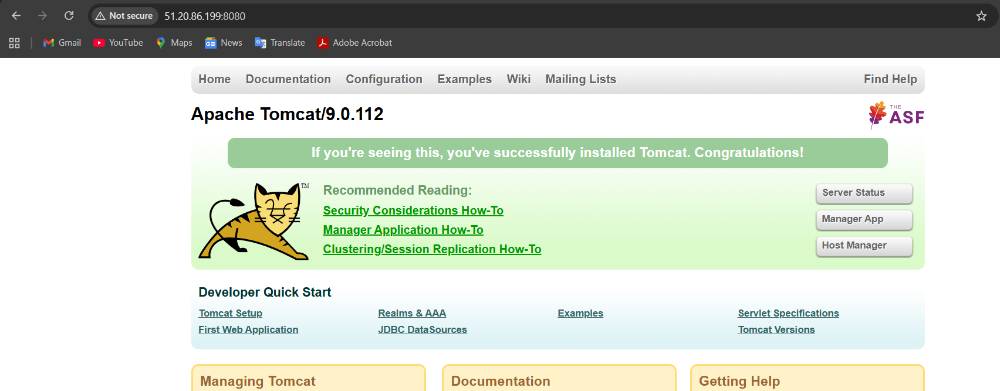 Not secure 51.20.86.199:8080
Gmail YouTube Maps News Translate Adobe Acrobat
Home Documentation Configuration Examples Wiki Mailing Lists Find Help
Apache Tomcat/9.0.112
THE
ASF
If you're seeing this, you've successfully installed Tomcat. Congratulations!
TM
Recommended Reading:
Security Considerations How-To
Manager Application How-To
Clustering/Session Replication How-To
Server Status
Manager App
Host Manager
Developer Quick Start
Tomcat Setup
First Web Application
Realms & AAA
JDBC DataSources
Examples
Servlet Specifications
Tomcat Versions
Managing Tomcat
Documentation
Getting Help